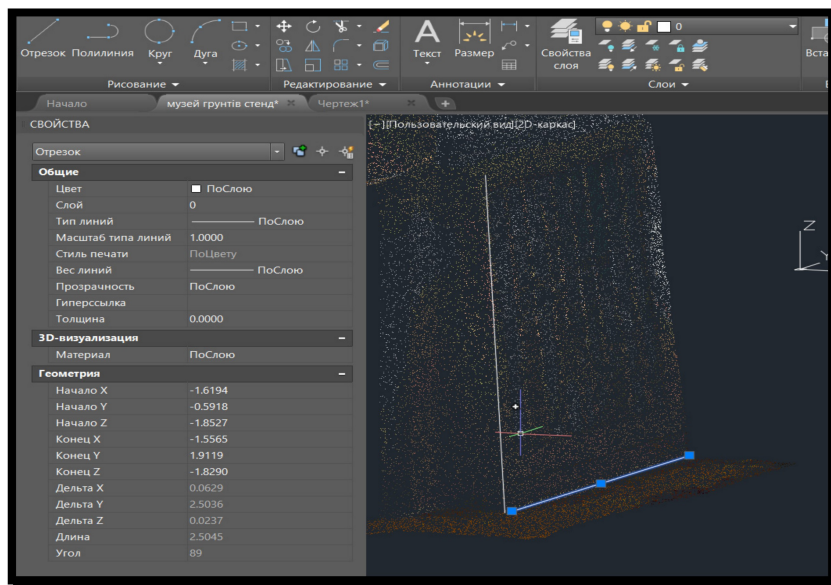 Отрезок Полилиния Круг Дуга
Текст Размер
Свойства слоя
0
Вста
Рисование Редактирование Аннотации Слои
Начало музей грунтів стенд* Чертеж1*
СВОЙСТВА
[−][Пользовательский вид][2D-каркас]
Отрезок
Общие
Цвет ПоСлою
Слой 0
Тип линий ПоСлою
Масштаб типа линий 1.0000
Стиль печати ПоЦвету
Вес линий ПоСлою
Прозрачность ПоСлою
Гиперссылка
Толщина 0.0000
3D-визуализация
Материал ПоСлою
Геометрия
Начало X -1.6194
Начало Y -0.5918
Начало Z -1.8527
Конец X -1.5565
Конец Y 1.9119
Конец Z -1.8290
Дельта X 0.0629
Дельта Y 2.5036
Дельта Z 0.0237
Длина 2.5045
Угол 89
Z
Y